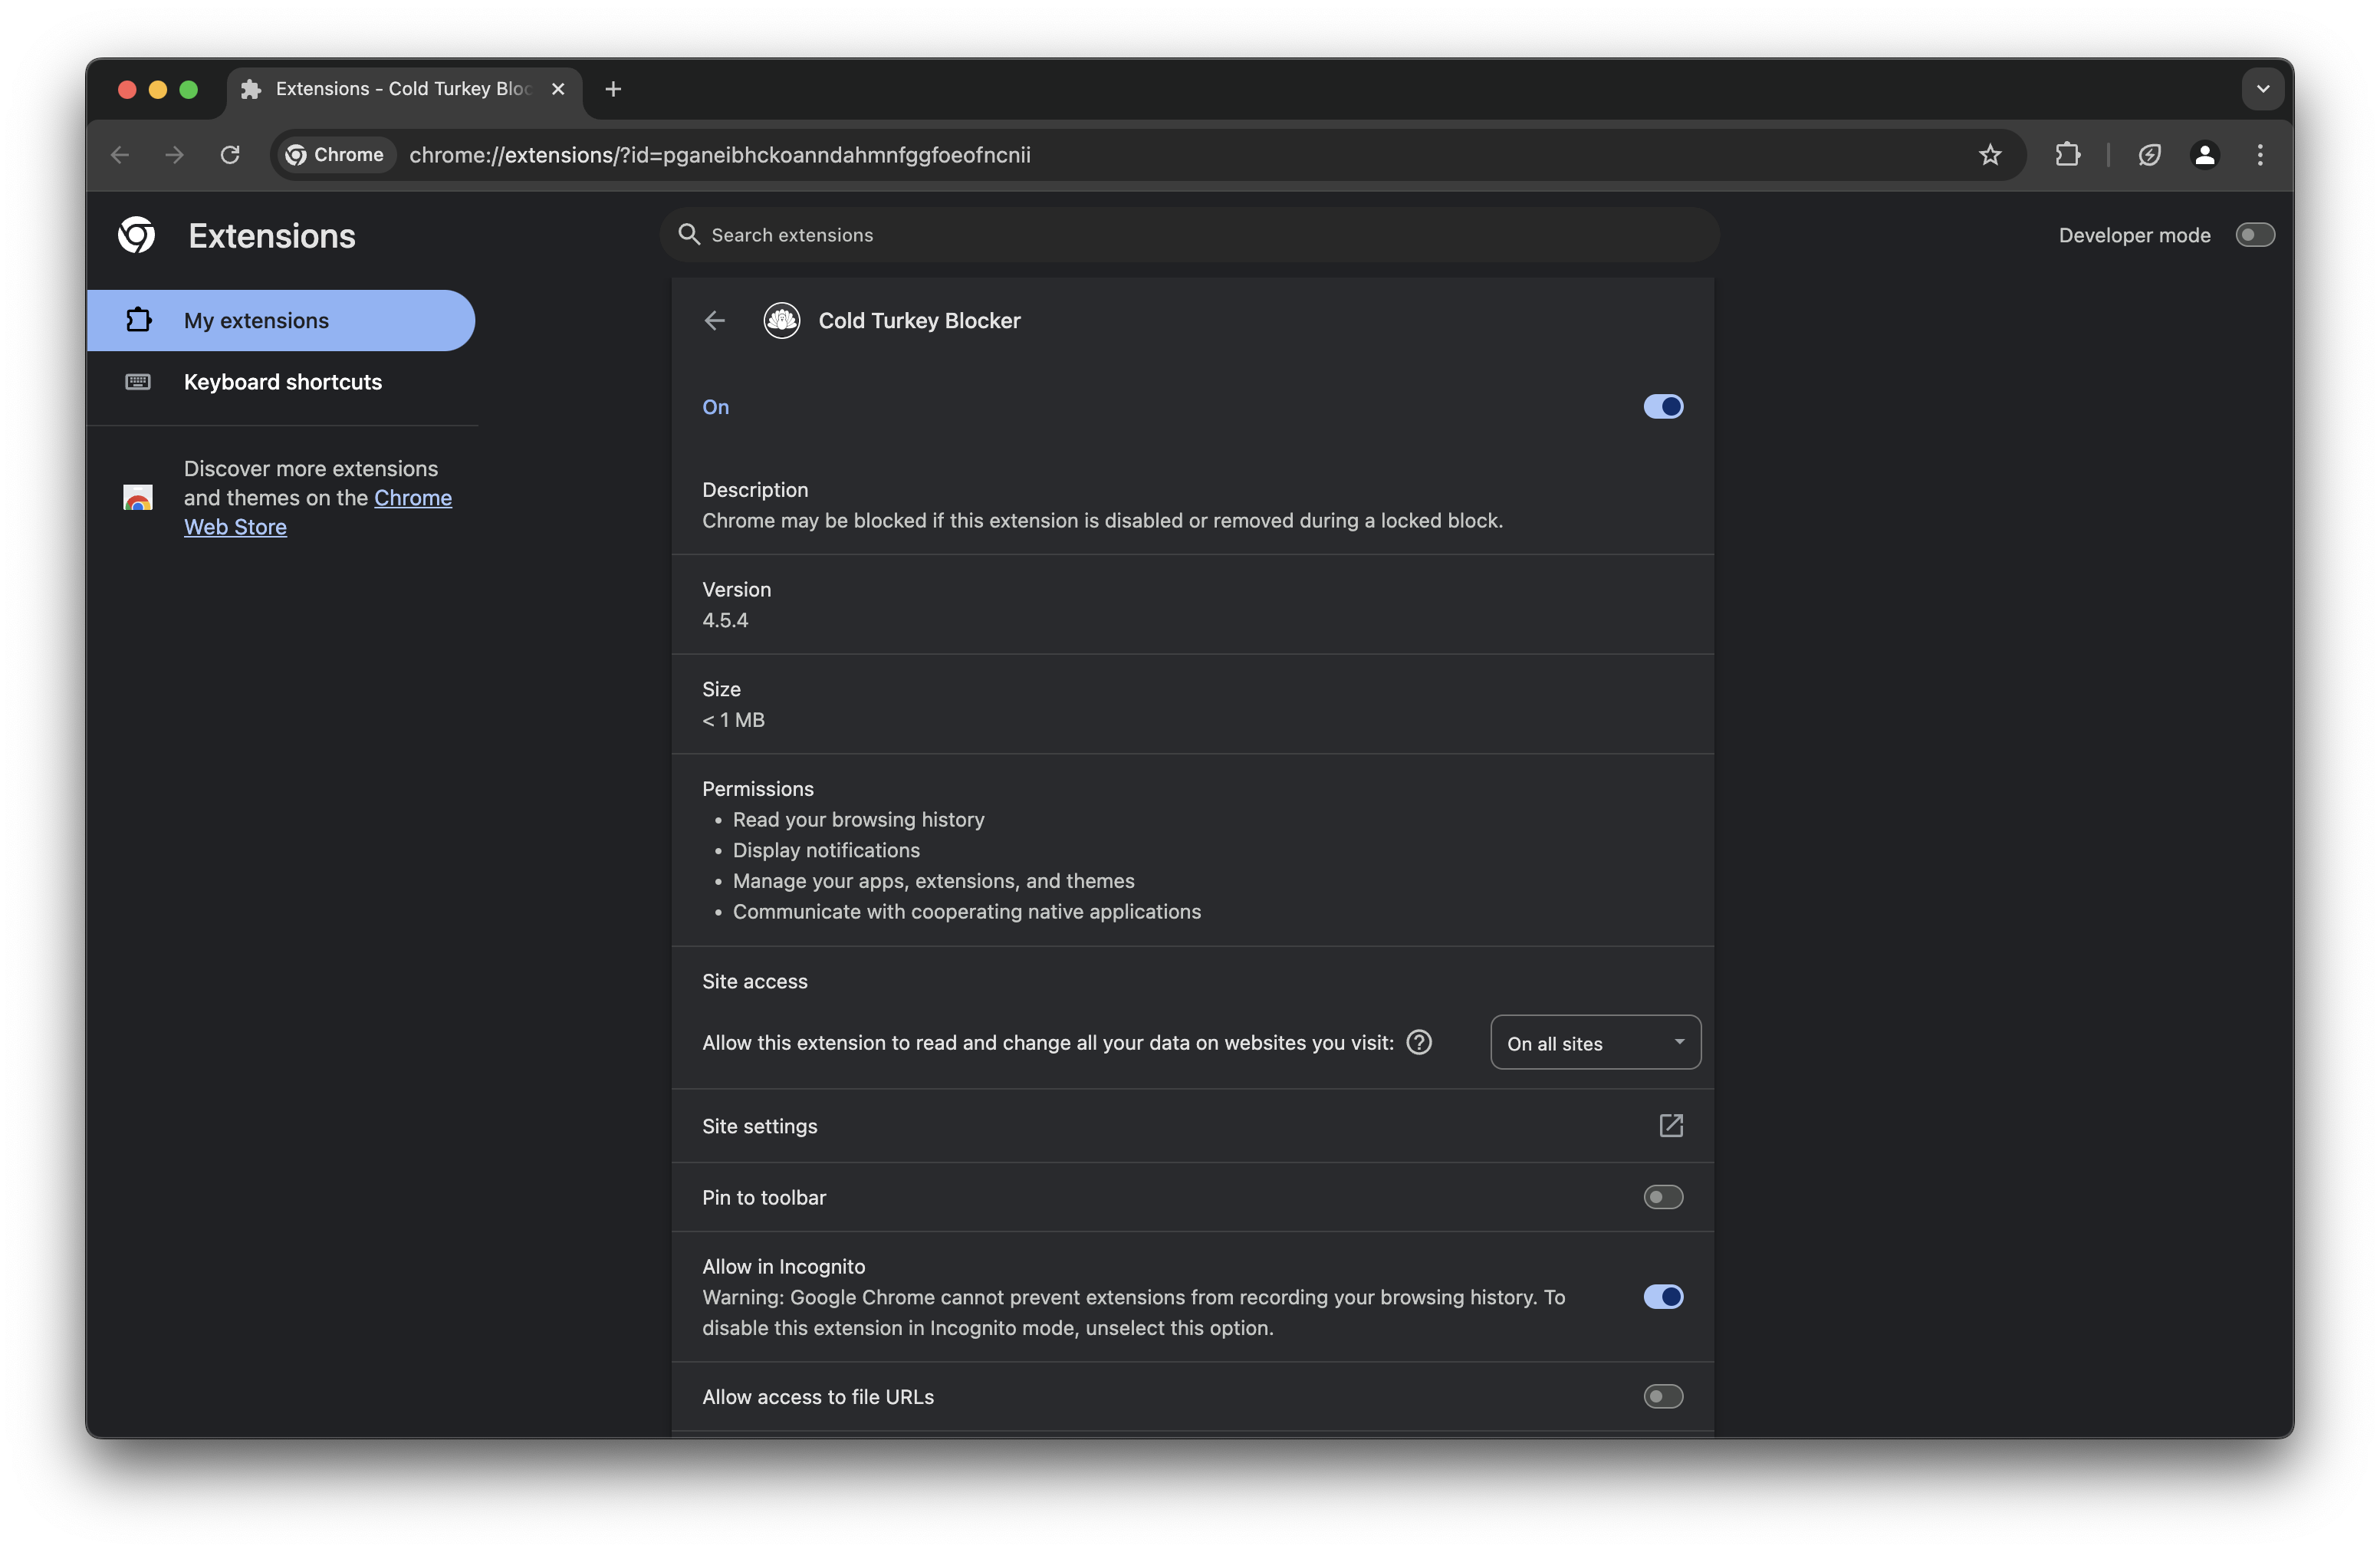 Extensions - Cold Turkey Bloc
Chrome
chrome://extensions/?id=pganeibhckoanndahmnfggfoeofncnii
Extensions
Search extensions
Developer mode
My extensions
Keyboard shortcuts
Discover more extensions
and themes on the Chrome
Web Store
Cold Turkey Blocker
On
Description
Chrome may be blocked if this extension is disabled or removed during a locked block.
Version
4.5.4
Size
< 1 MB
Permissions
• Read your browsing history
• Display notifications
• Manage your apps, extensions, and themes
• Communicate with cooperating native applications
Site access
Allow this extension to read and change all your data on websites you visit:
On all sites
Site settings
Pin to toolbar
Allow in Incognito
Warning: Google Chrome cannot prevent extensions from recording your browsing history. To
disable this extension in Incognito mode, unselect this option.
Allow access to file URLs